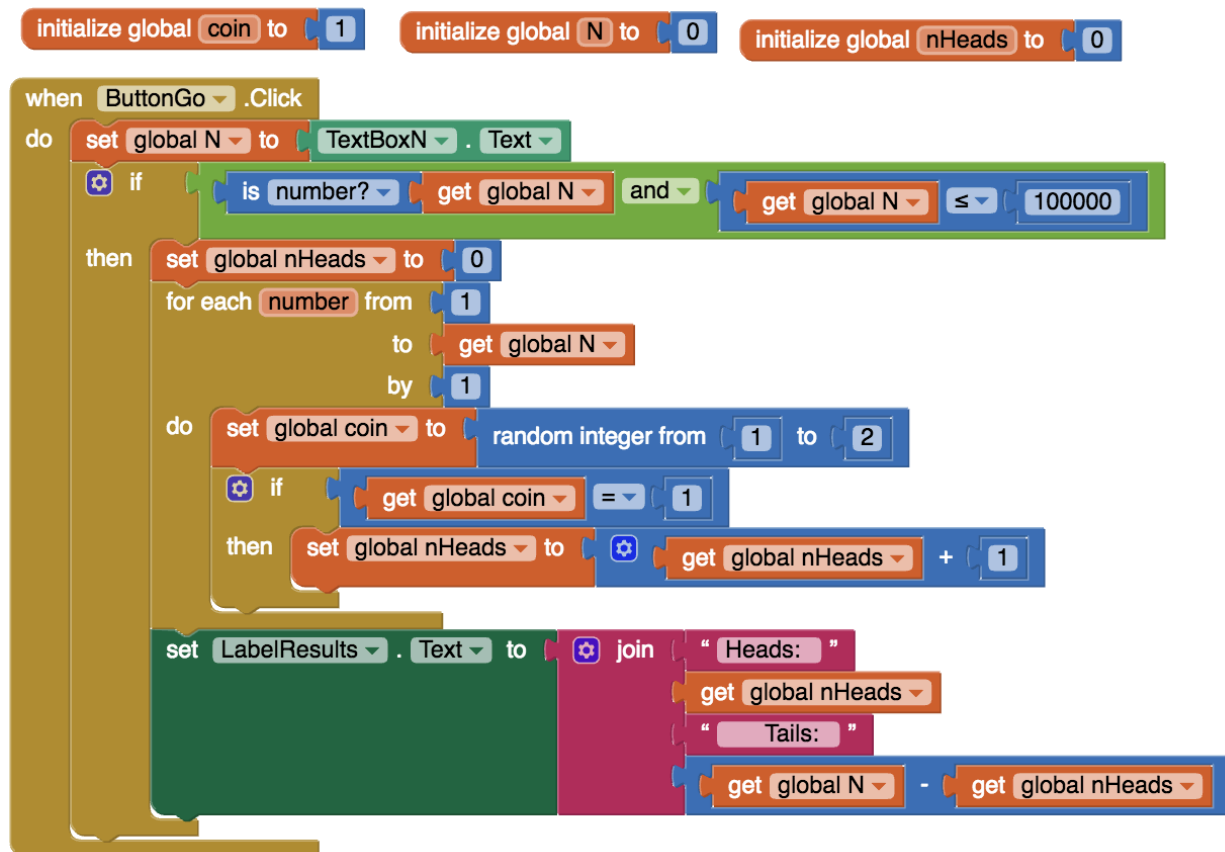 initialize global coin to 1 initialize global N to 0 initialize global nHeads to 0
when ButtonGo .Click
do set global N to TextBoxN . Text
if is number? get global N and get global N ≤ 100000
then set global nHeads to 0
for each number from 1
to get global N
by 1
do set global coin to random integer from 1 to 2
if get global coin = 1
then set global nHeads to get global nHeads + 1
set LabelResults . Text to join " Heads: "
get global nHeads
" Tails: "
get global N - get global nHeads